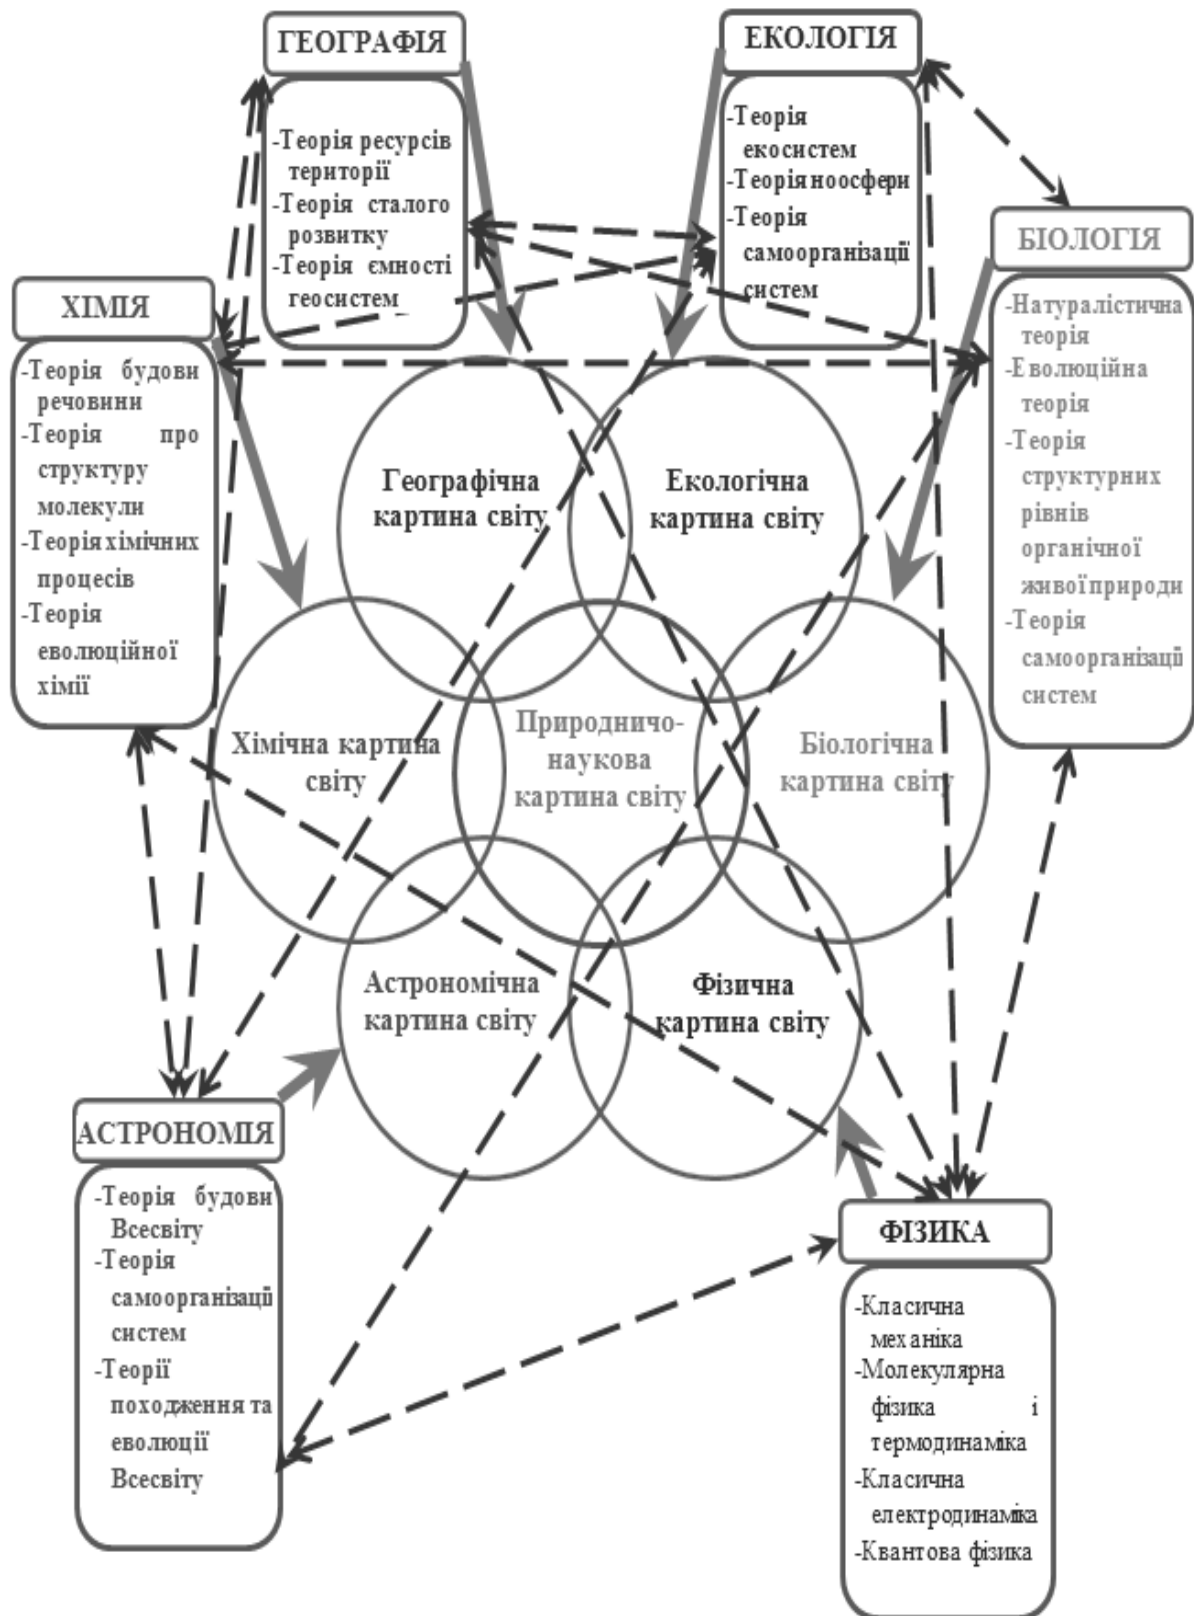 ГЕОГРАФІЯ
-Теорія ресурсів
території
-Теорія сталого
розвитку
-Теорія ємності
геосистем
ЕКОЛОГІЯ
-Теорія
екосистем
-Теорія ноосфери
-Теорія
самоорганізації
систем
БІОЛОГІЯ
-Натуралістична
теорія
-Еволюційна
теорія
-Теорія
структурних
рівнів
органічної
живої природи
-Теорія
самоорганізації
систем
ХІМІЯ
-Теорія будови
речовини
-Теорія про
структуру
молекули
-Теорія хімічних
процесів
-Теорія
еволюційної
хімії
Географічна
картина світу
Екологічна
картина світу
Хімічна картина
світу
Природничо-
наукова
картина світу
Біологічна
картина світу
Астрономічна
картина світу
Фізична
картина світу
АСТРОНОМІЯ
-Теорія будови
Всесвіту
-Теорія
самоорганізації
систем
-Теорії
походження та
еволюції
Всесвіту
ФІЗИКА
-Класична
механіка
-Молекулярна
фізика і
термодинаміка
-Класична
електродинаміка
-Квантова фізика